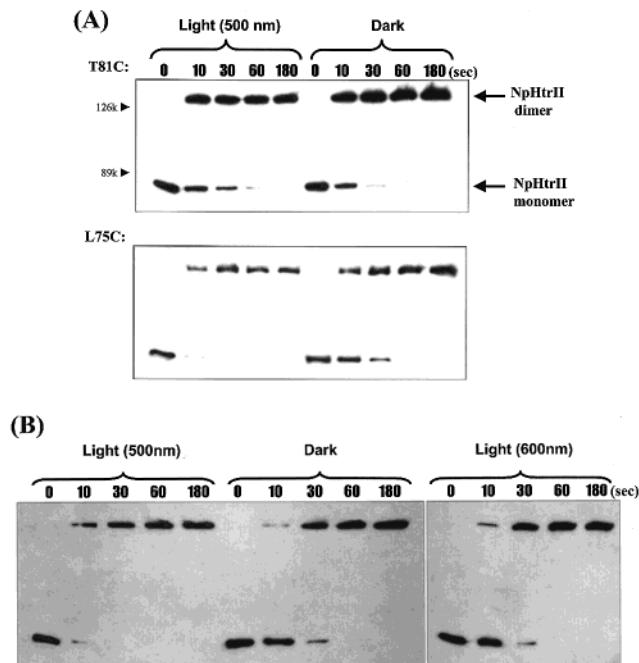 (A)
Light (500 nm) Dark
T81C: 0 10 30 60 180 0 10 30 60 180 (sec)
126k
NpHtrII
dimer
89k
NpHtrII
monomer
L75C:
(B)
Light (500nm) Dark Light (600nm)
0 10 30 60 180 0 10 30 60 180 0 10 30 60 180 (sec)